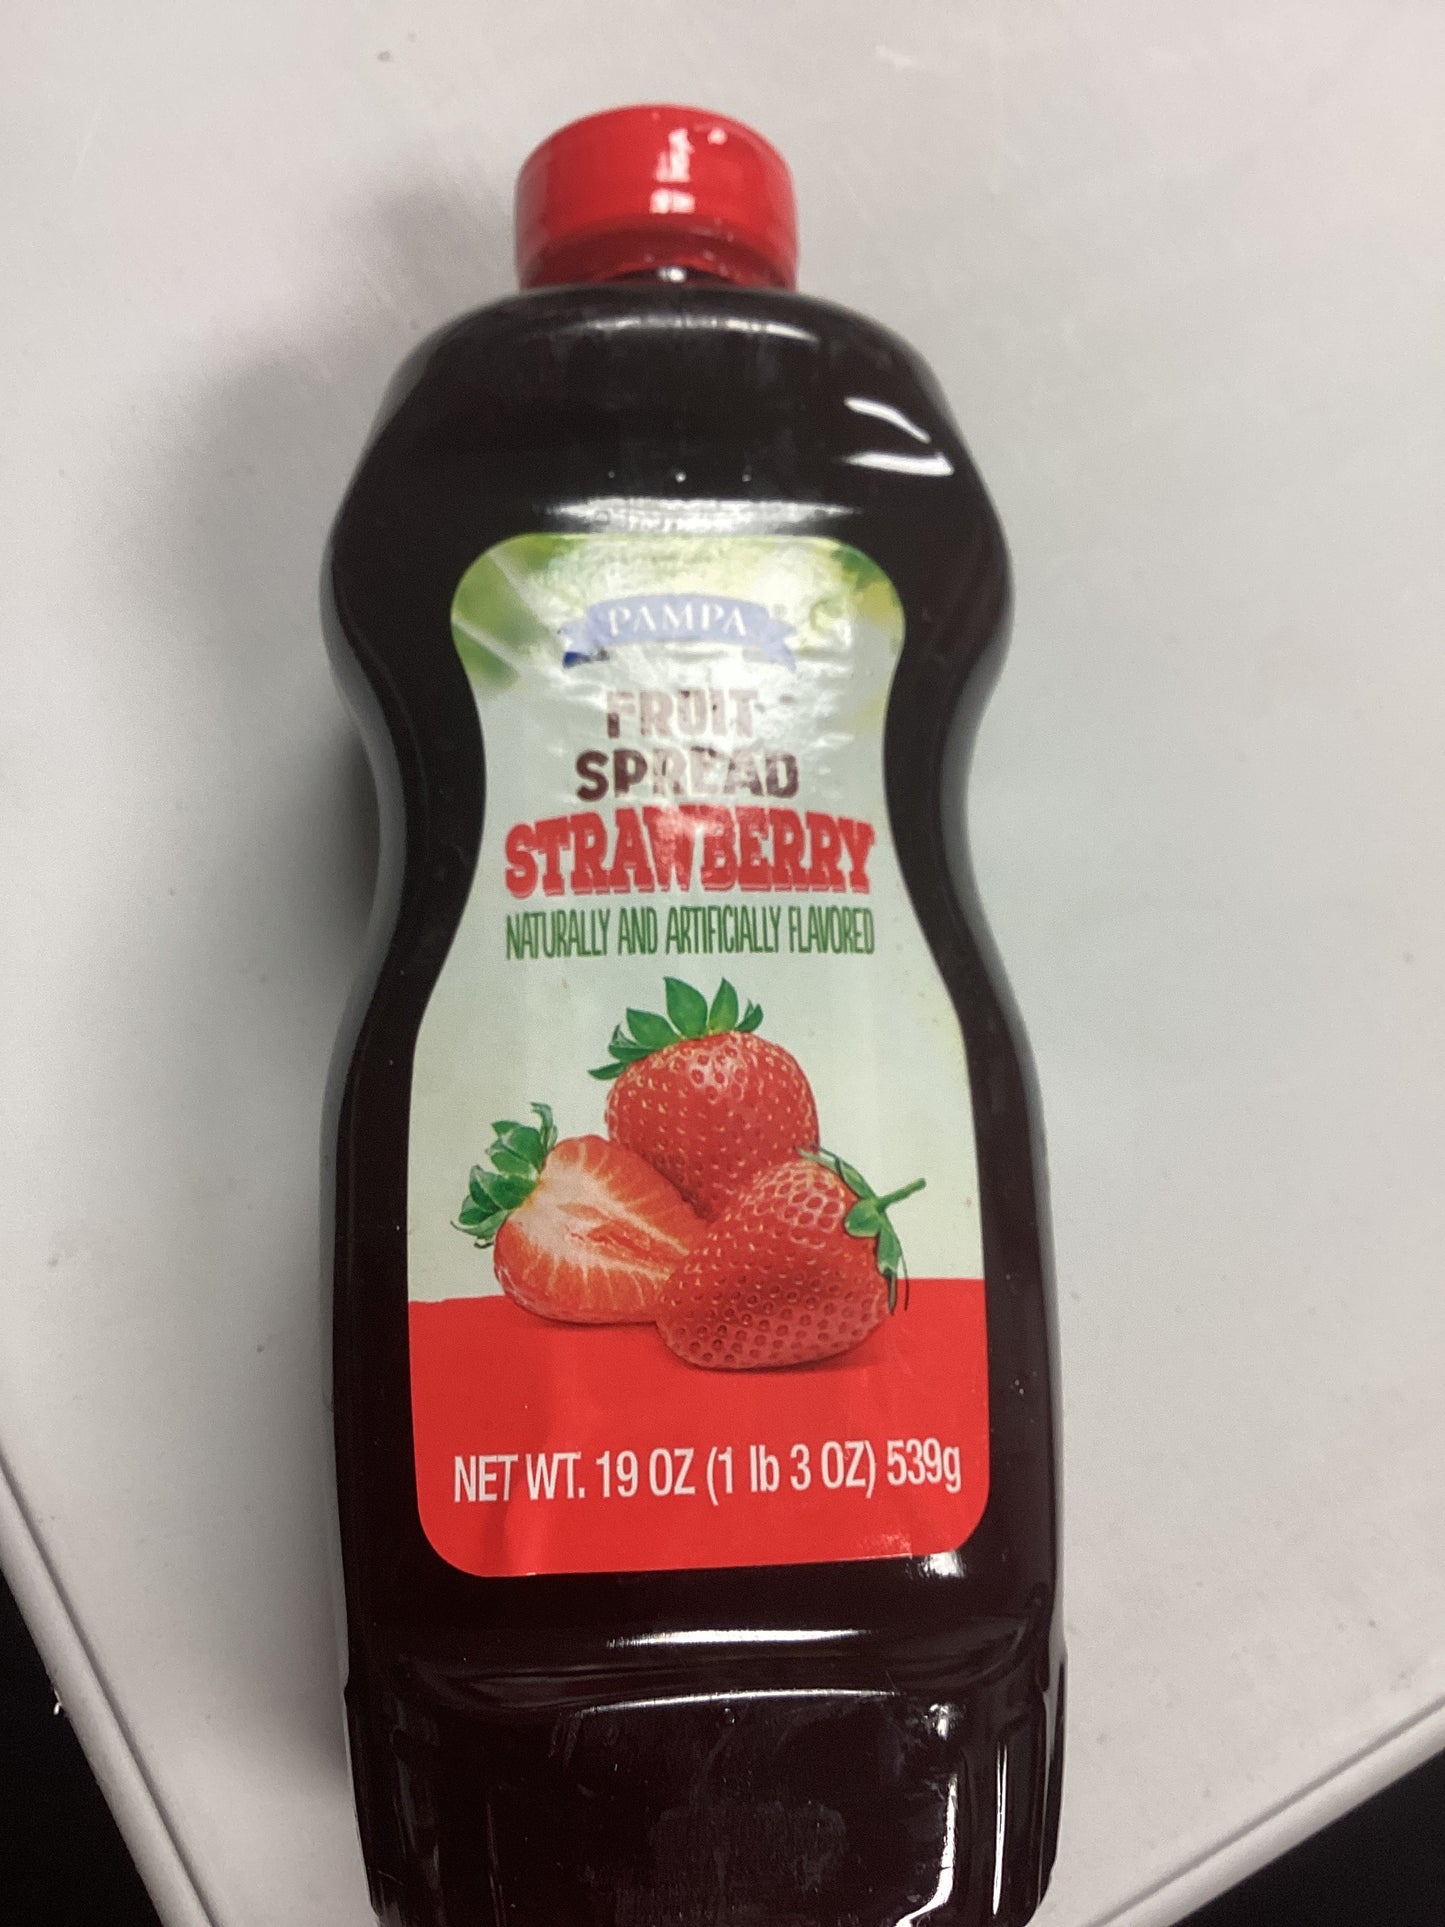 PAMPA
FRUIT
SPREAD
STRAWBERRY
NATURALLY AND ARTIFICIALLY FLAVORED
NET WT. 19 OZ (1 lb 3 OZ) 539g